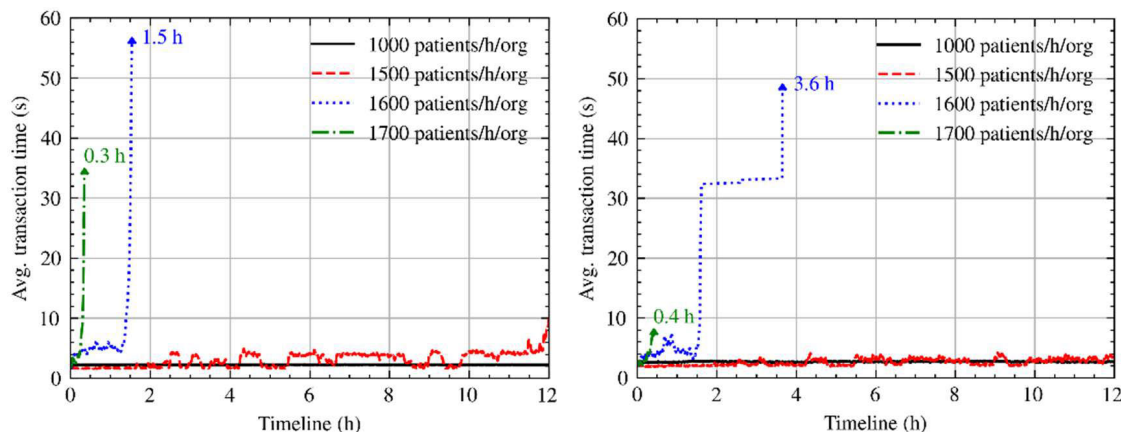 60
50
40
30
20
10
0
Avg. transaction time (s)
1.5 h
0.3 h
1000 patients/h/org
1500 patients/h/org
1600 patients/h/org
1700 patients/h/org
0 2 4 6 8 10 12
Timeline (h)
60
50
40
30
20
10
0
Avg. transaction time (s)
3.6 h
0.4 h
1000 patients/h/org
1500 patients/h/org
1600 patients/h/org
1700 patients/h/org
0 2 4 6 8 10 12
Timeline (h)